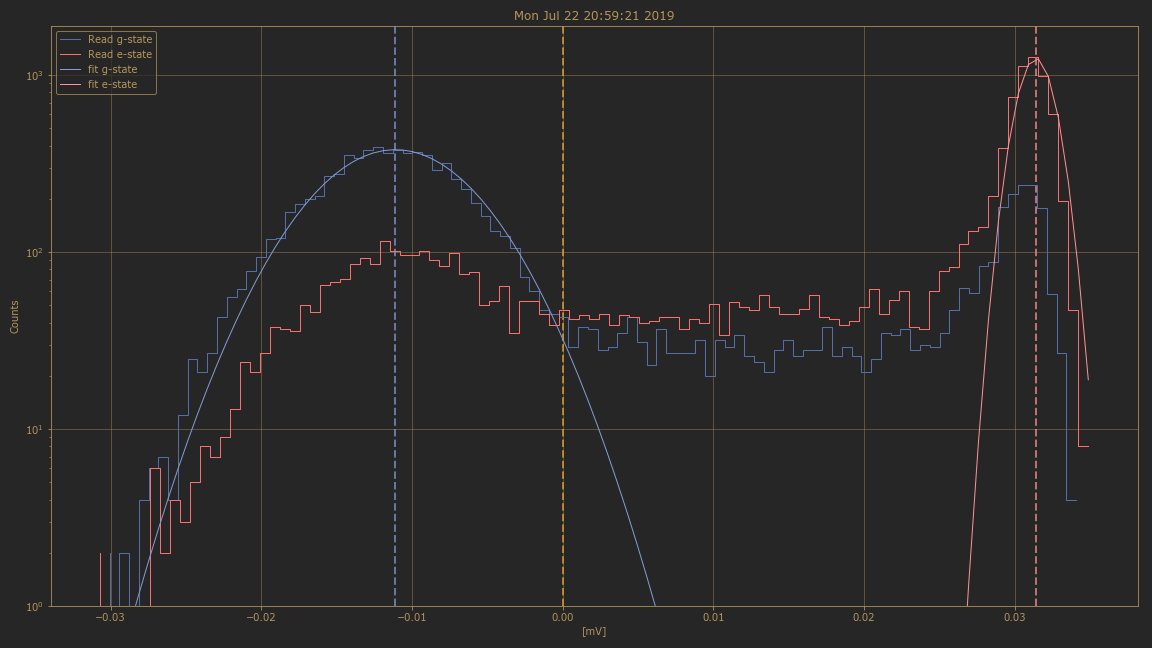 Mon Jul 22 20:59:21 2019
Read g-state
Read e-state
fit g-state
fit e-state
10³
10²
10¹
10⁰
Counts
−0.03 −0.02 −0.01 0.00 0.01 0.02 0.03
[mV]